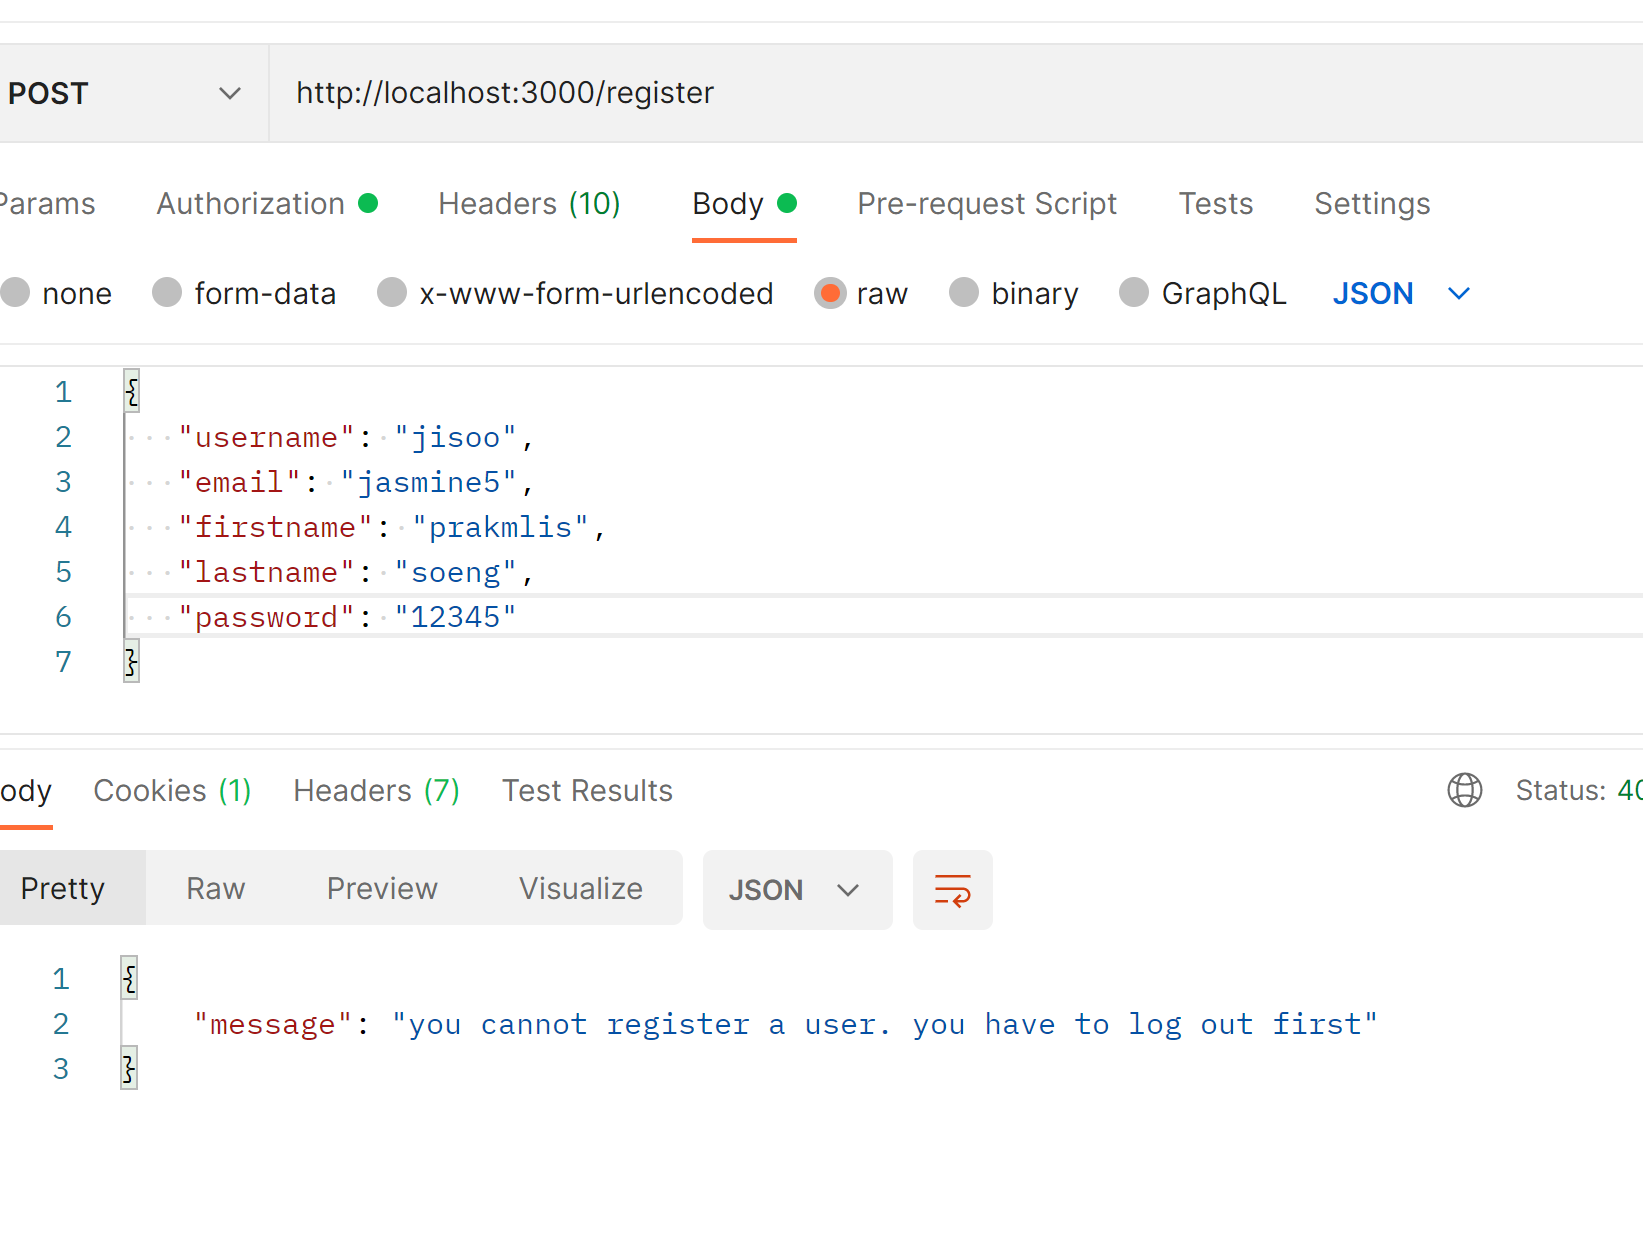 POST http://localhost:3000/register
Params Authorization Headers (10) Body Pre-request Script Tests Settings
none form-data x-www-form-urlencoded raw binary GraphQL JSON
1 {
2 "username": "jisoo",
3 "email": "jasmine5",
4 "firstname": "prakmlis",
5 "lastname": "soeng",
6 "password": "12345"
7 }
ody Cookies (1) Headers (7) Test Results Status: 40
Pretty Raw Preview Visualize JSON
1 {
2 "message": "you cannot register a user. you have to log out first"
3 }